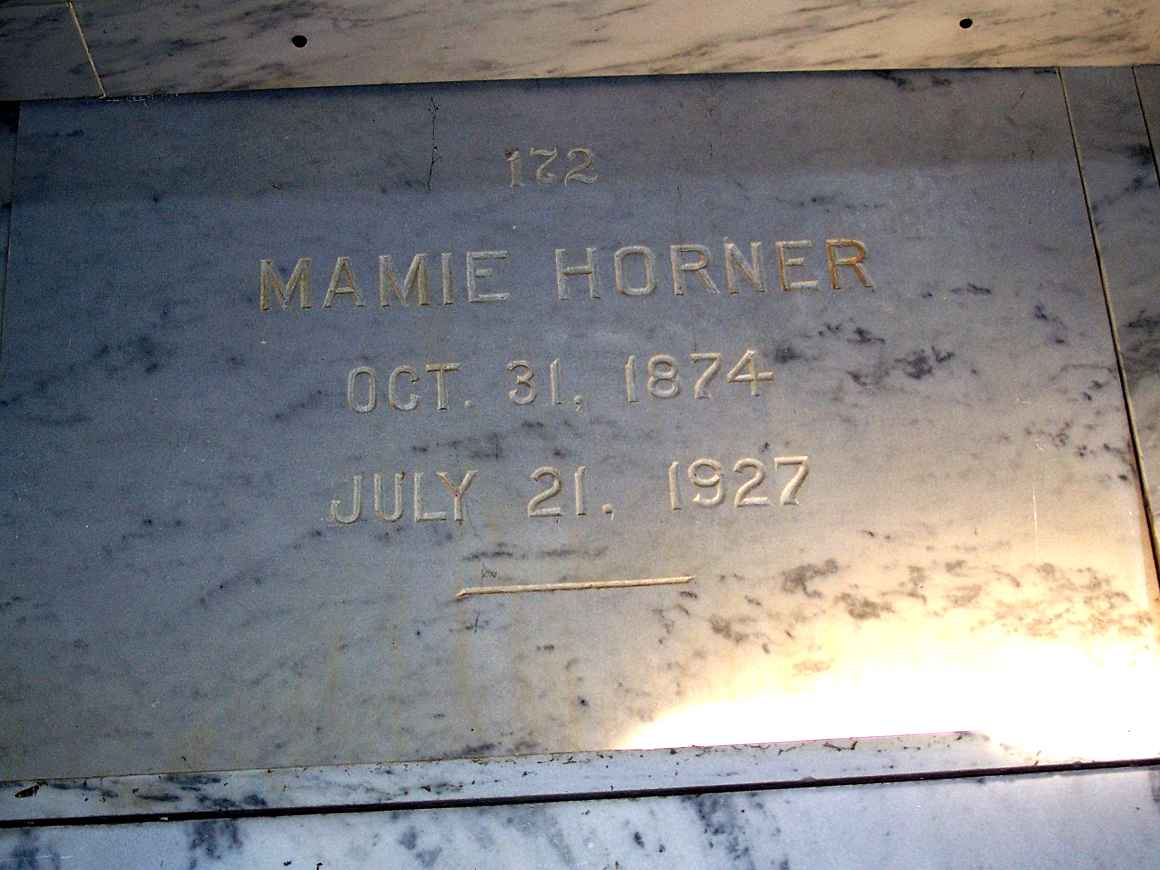 172
MAMIE HORNER
OCT. 31, 1874
JULY 21, 1927